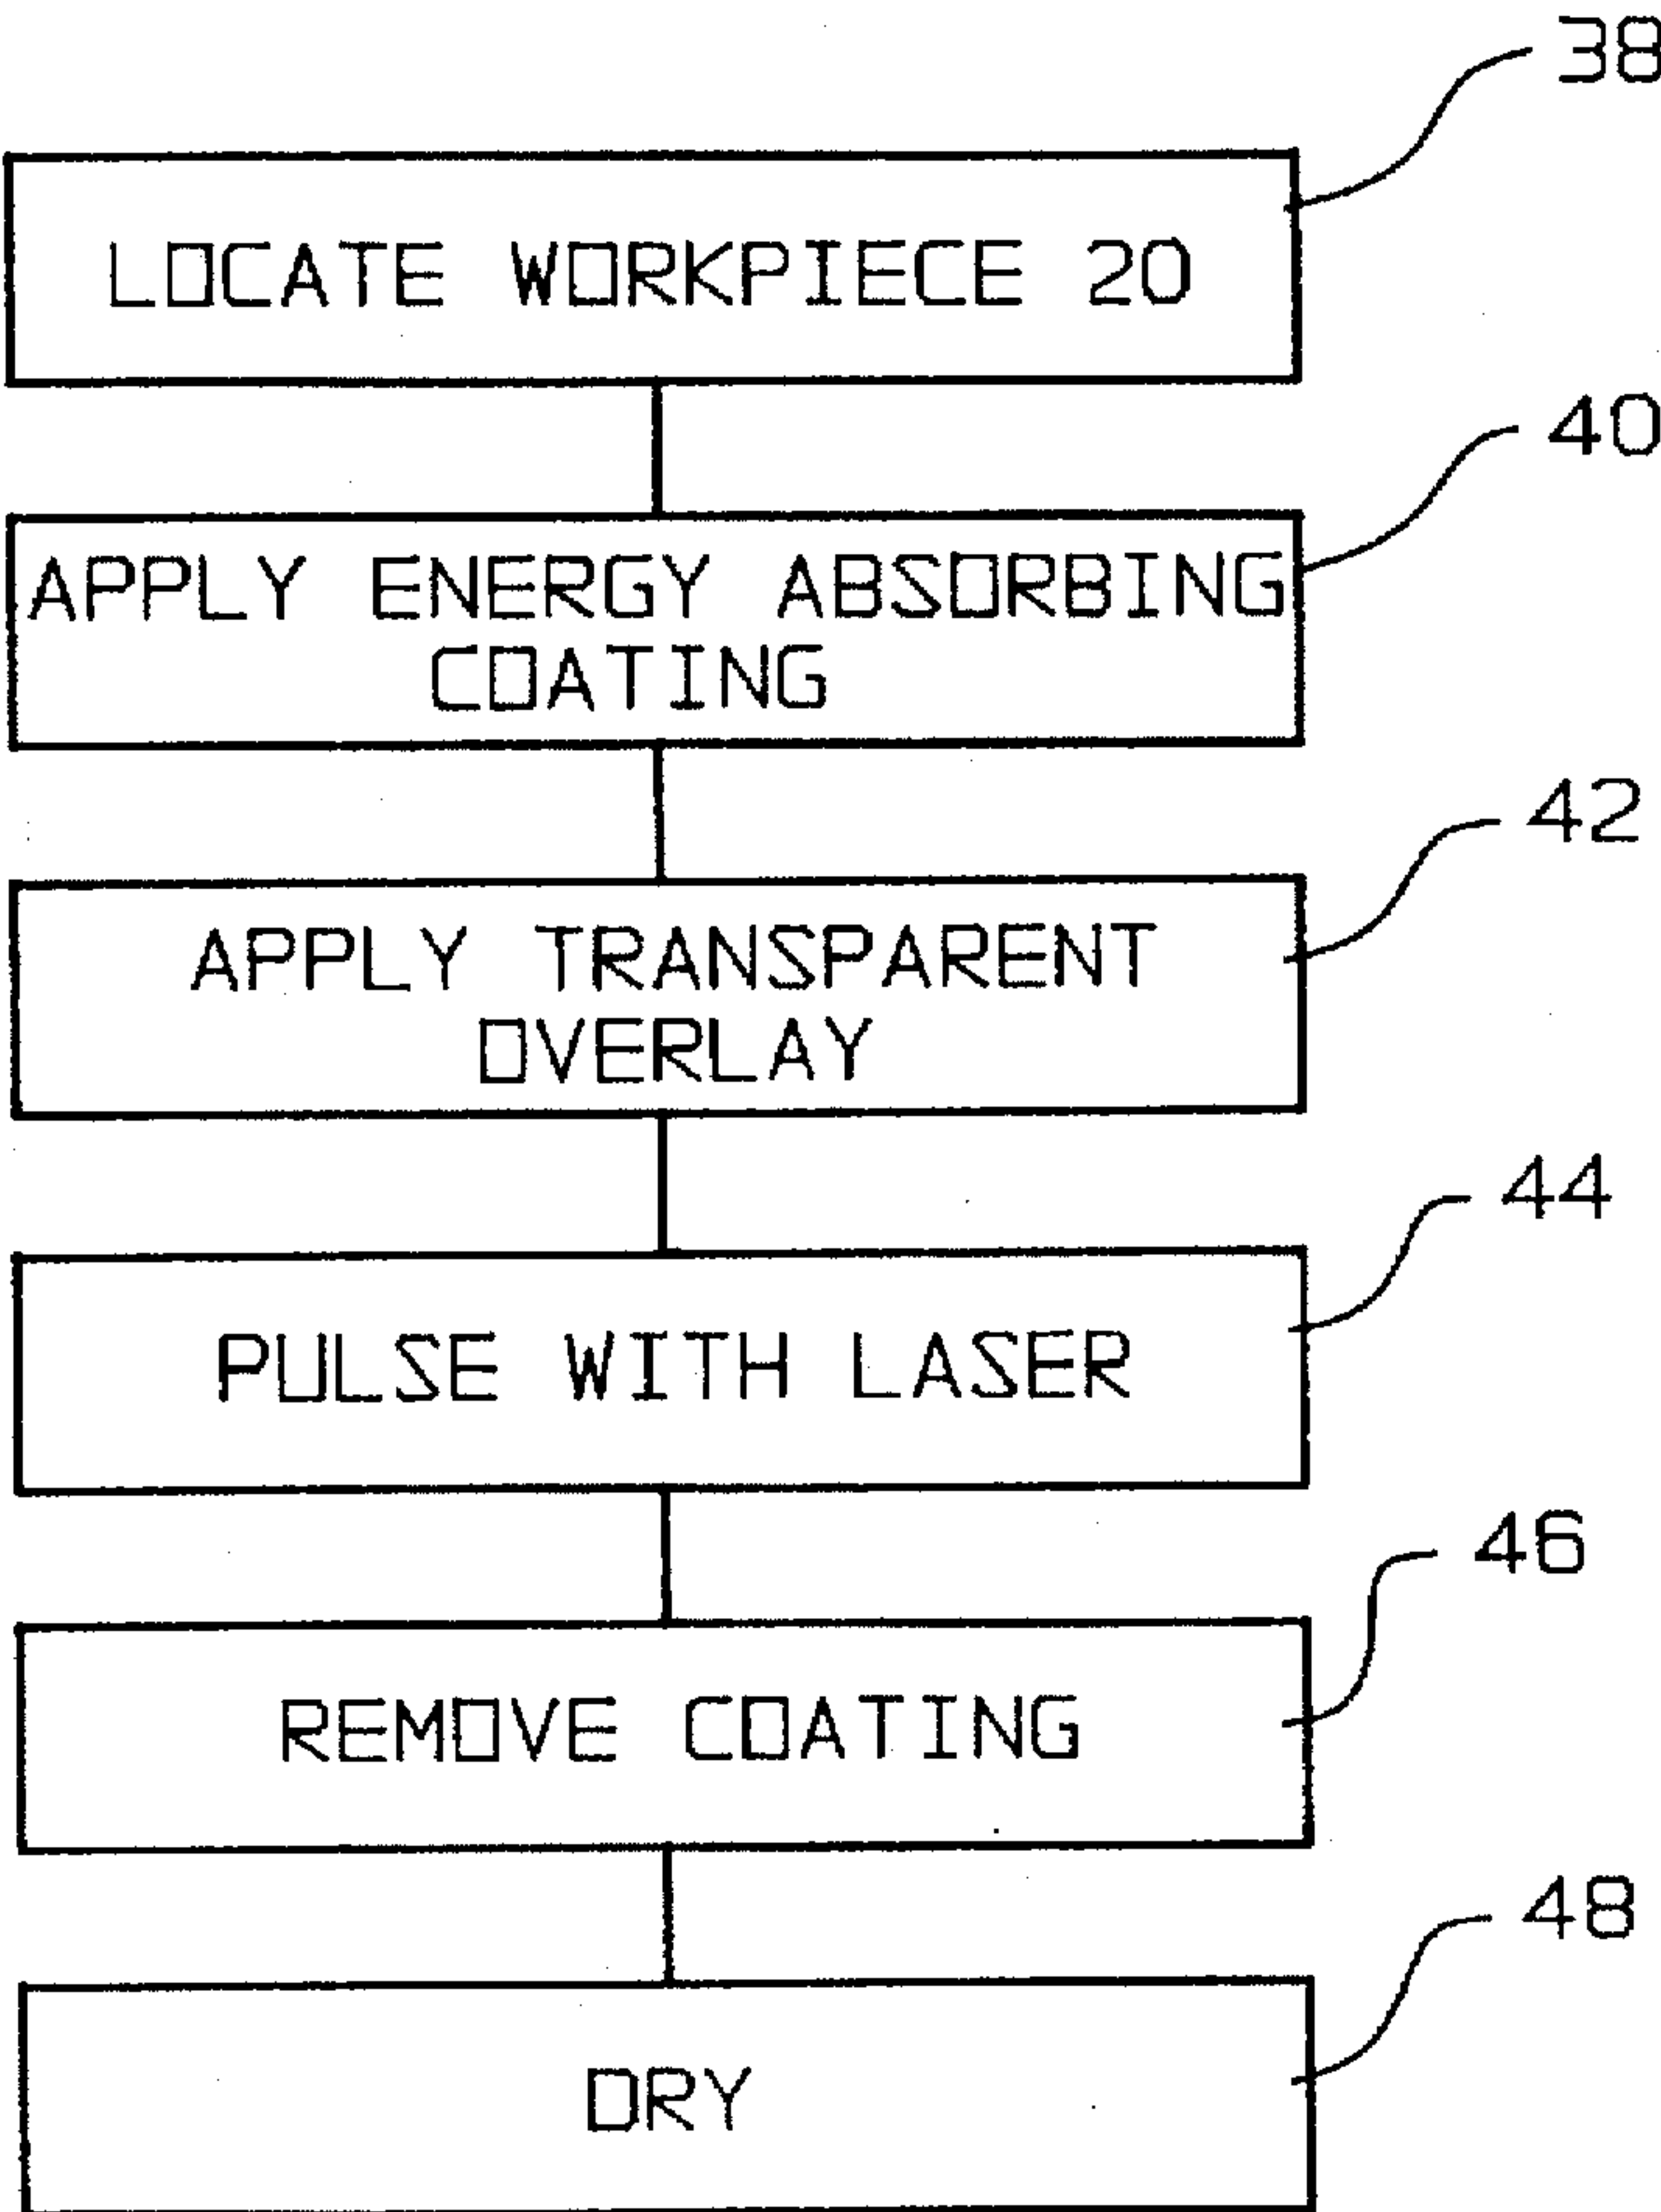 38
LOCATE WORKPIECE 20
40
APPLY ENERGY ABSORBING
COATING
42
APPLY TRANSPARENT
OVERLAY
44
PULSE WITH LASER
46
REMOVE COATING
48
DRY